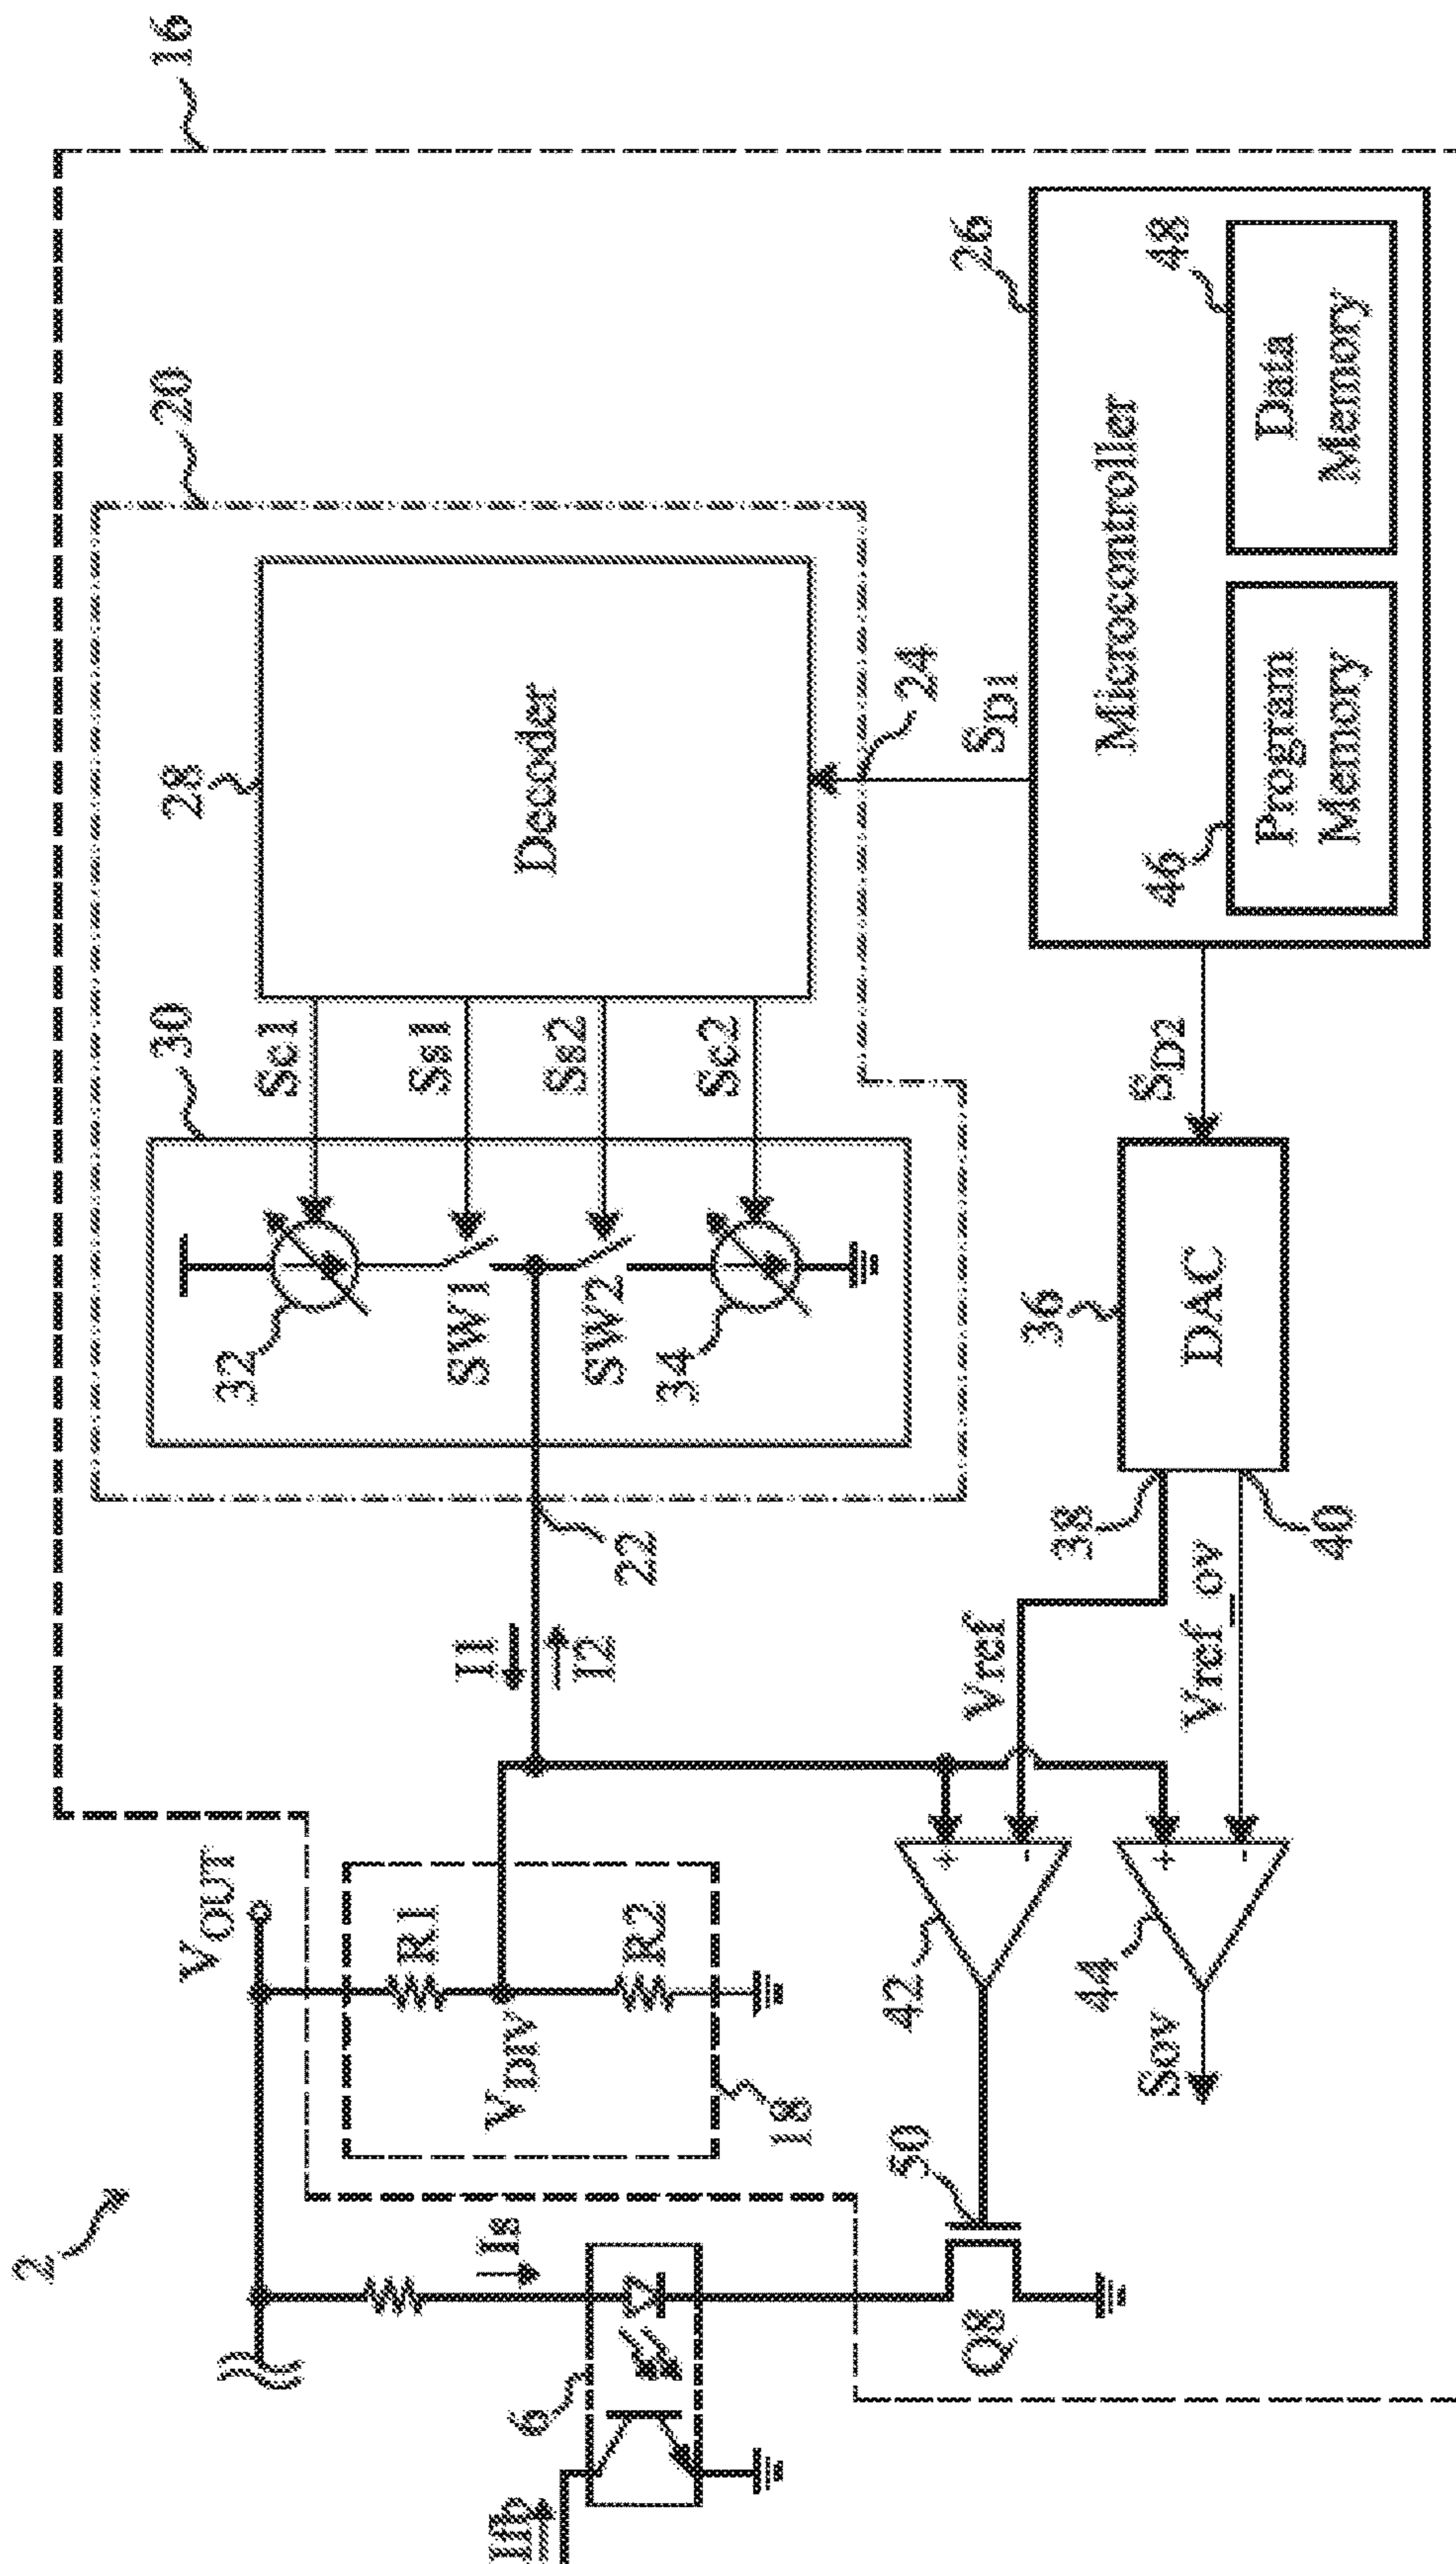 2
VOUT
16
18
R1
VDIV
R2
Is
6
Ifb
Q8
50
42
44
Sov
I1
I2
22
20
30
32
SW1
SW2
34
Sc1
Ss1
Ss2
Sc2
28
Decoder
24
SD1
26
Microcontroller
46
Program
Memory
48
Data
Memory
SD2
36
DAC
38
40
Vref
Vref_ov
+
-
+
-